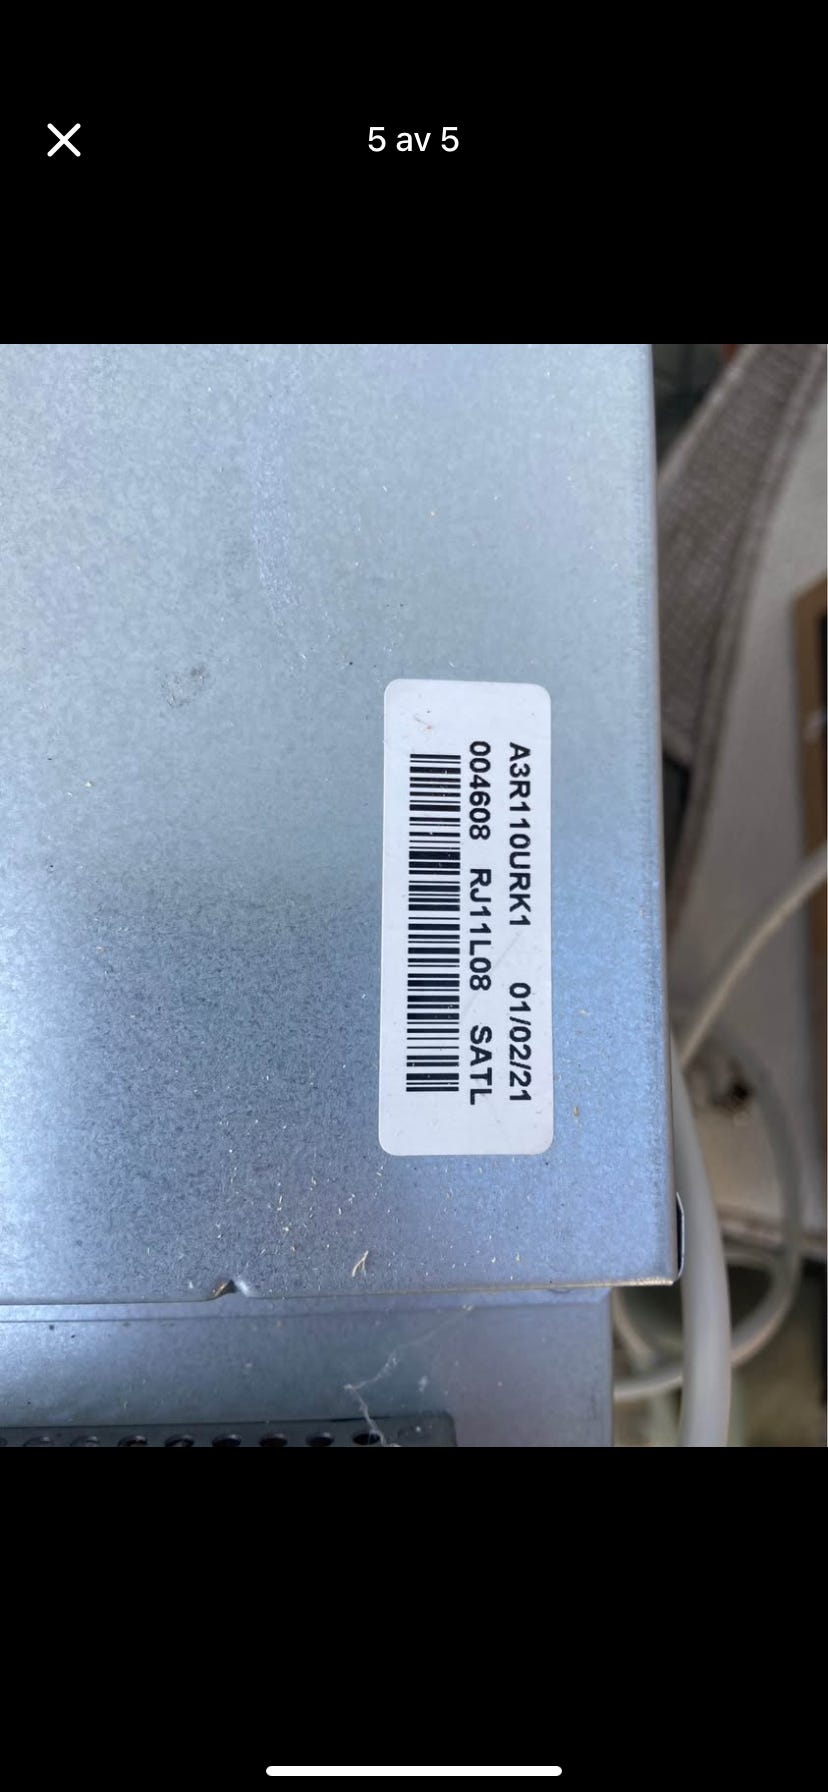 5 av 5
A3R110URK1 01/02/21
004608 RJ11L08 SATL